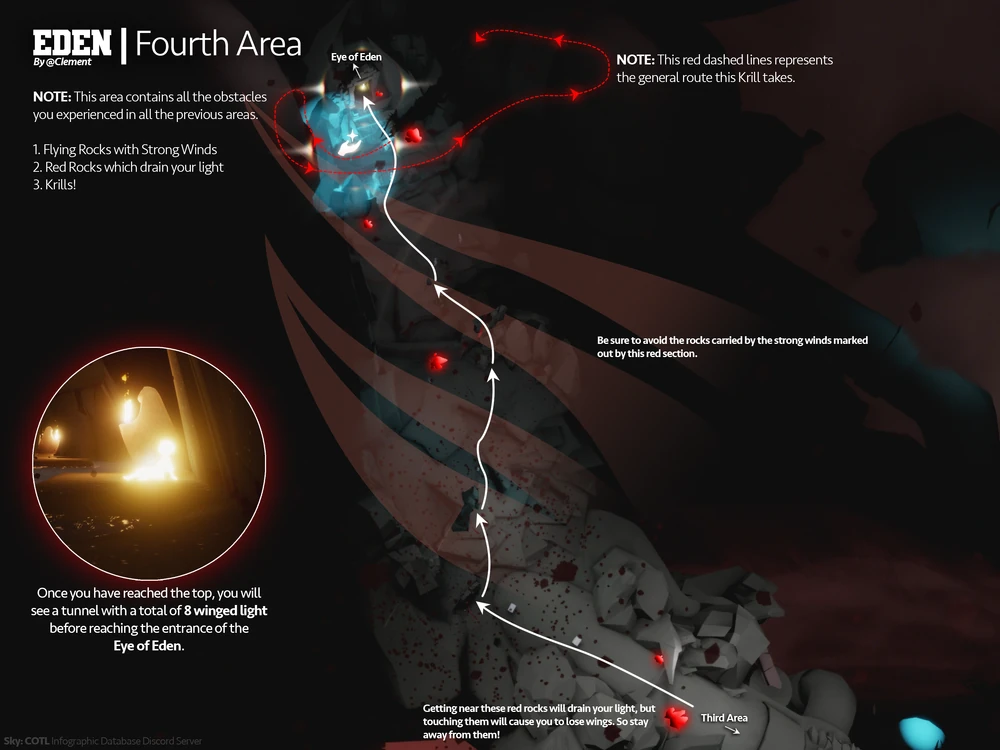 EDEN | Fourth Area
By @Clement
Eye of Eden
NOTE: This red dashed lines represents
the general route this Krill takes.
NOTE: This area contains all the obstacles
you experienced in all the previous areas.
1. Flying Rocks with Strong Winds
2. Red Rocks which drain your light
3. Krills!
Be sure to avoid the rocks carried by the strong winds marked
out by this red section.
Once you have reached the top, you will
see a tunnel with a total of 8 winged light
before reaching the entrance of the
Eye of Eden.
Getting near these red rocks will drain your light, but
touching them will cause you to lose wings. So stay
away from them!
Third Area
Sky: COTL Infographic Database Discord Server